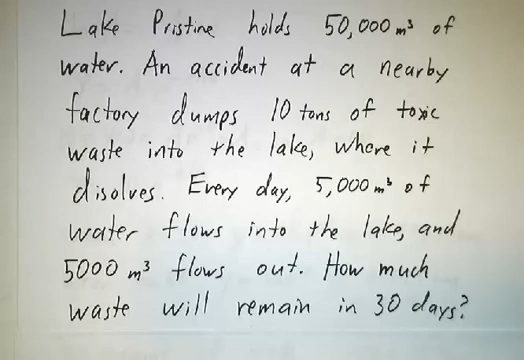 Lake Pristine holds 50,000 m³ of
water. An accident at a nearby
factory dumps 10 tons of toxic
waste into the lake, where it
disolves. Every day, 5,000 m³ of
water flows into the lake, and
5000 m³ flows out. How much
waste will remain in 30 days?